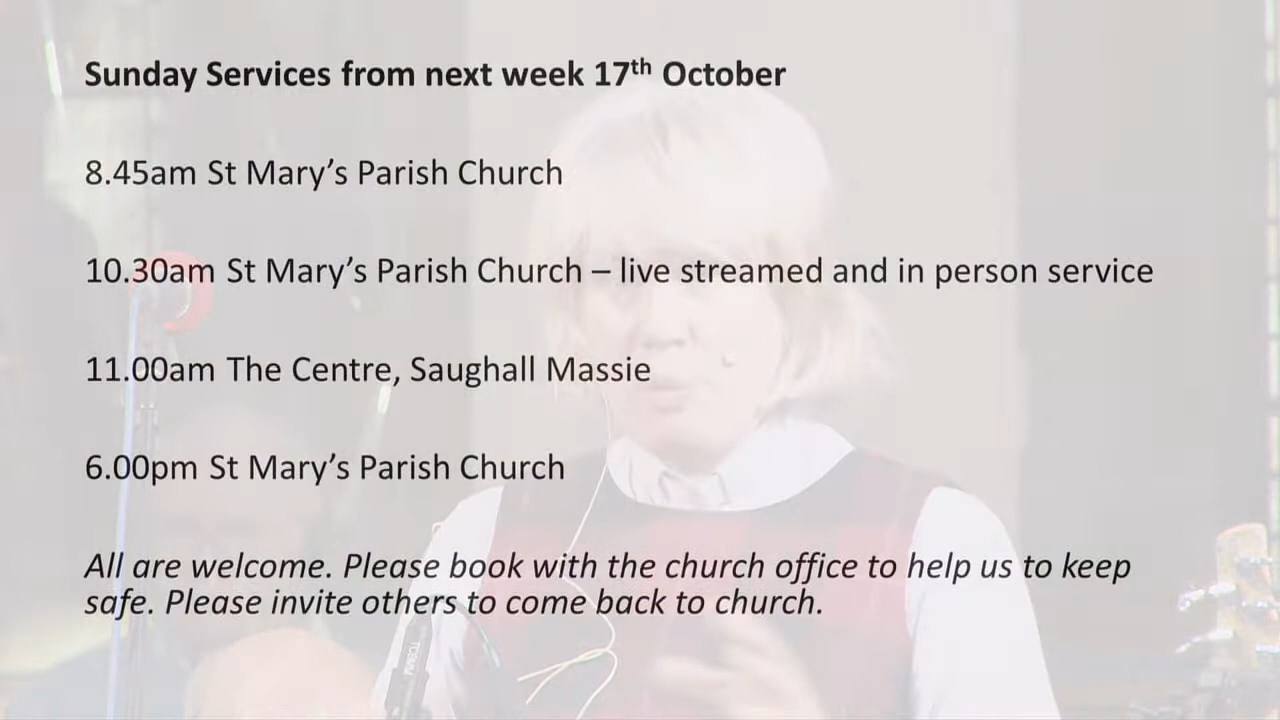 Sunday Services from next week 17th October
8.45am St Mary’s Parish Church
10.30am St Mary’s Parish Church – live streamed and in person service
11.00am The Centre, Saughall Massie
6.00pm St Mary’s Parish Church
All are welcome. Please book with the church office to help us to keep
safe. Please invite others to come back to church.